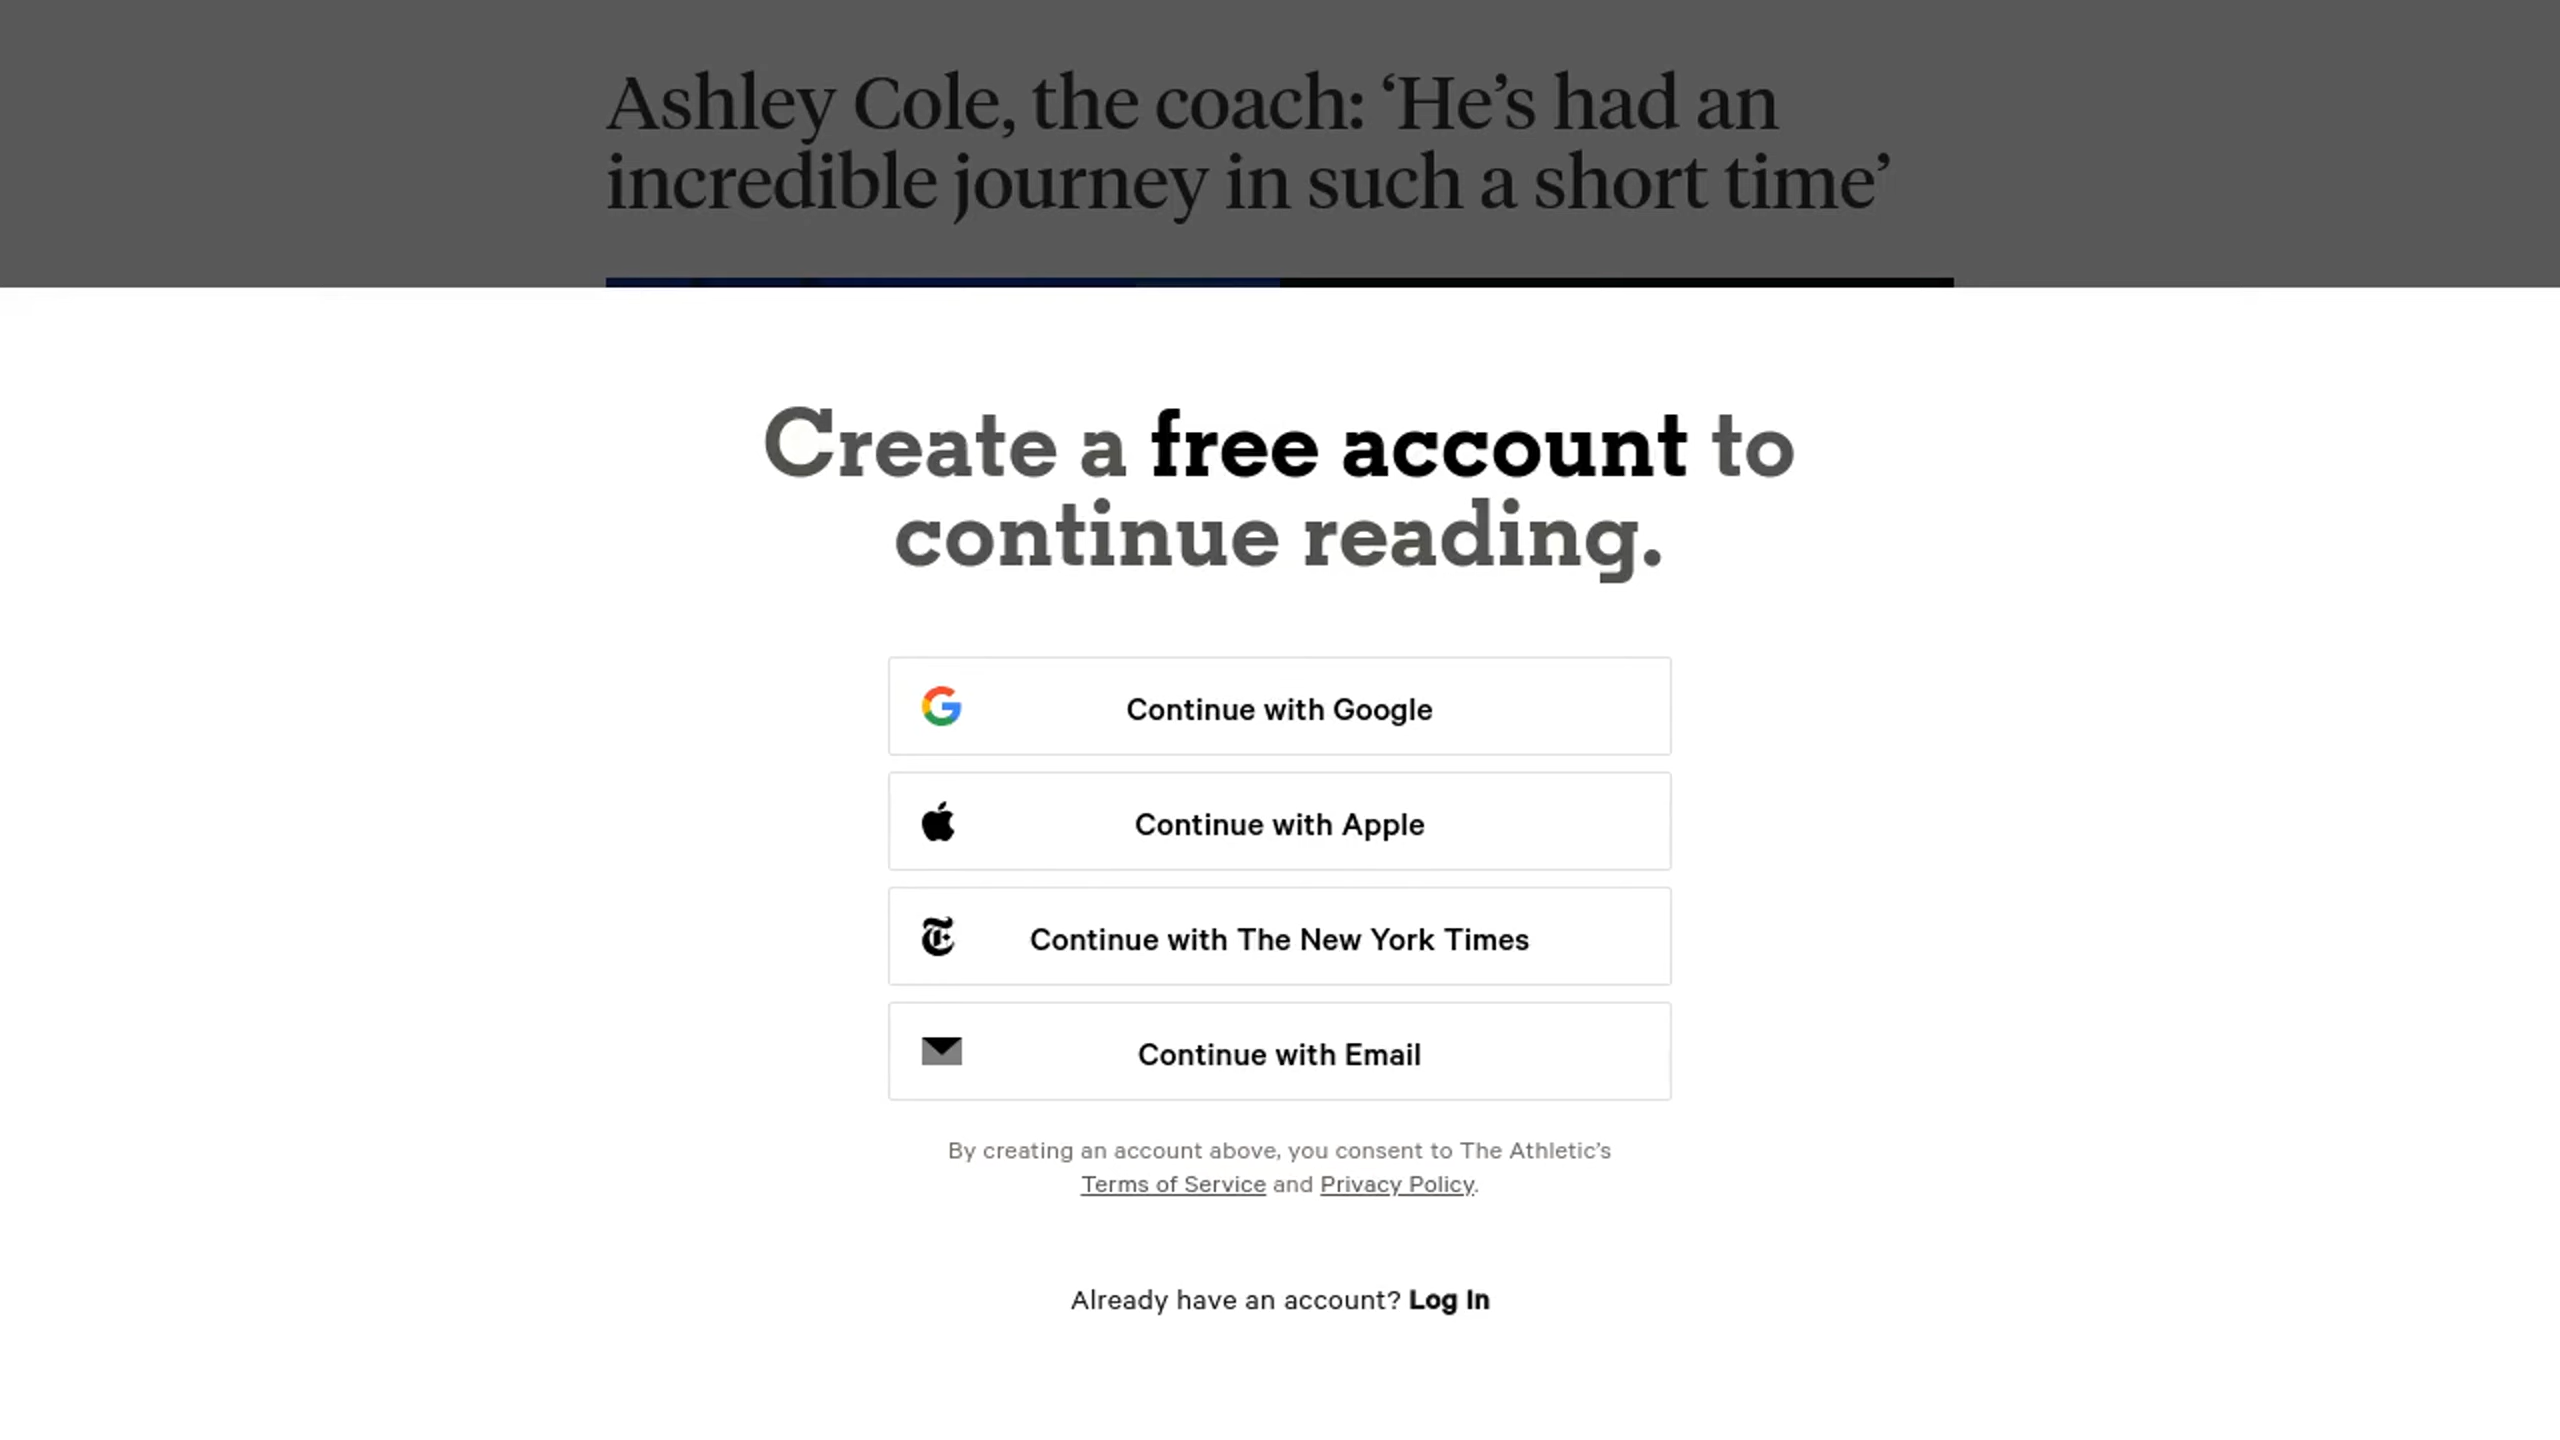 Ashley Cole, the coach: ‘He’s had an
incredible journey in such a short time’
Create a free account to
continue reading.
Continue with Google
Continue with Apple
Continue with The New York Times
Continue with Email
By creating an account above, you consent to The Athletic’s
Terms of Service and Privacy Policy.
Already have an account? Log In